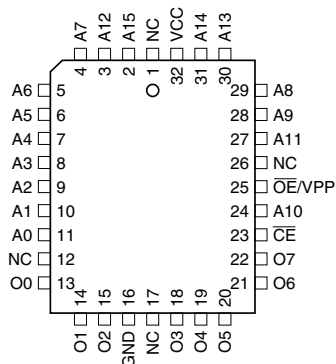 A7 A12 A15 NC VCC A14 A13
4 3 2 1 32 31 30
A6 5 29 A8
A5 6 28 A9
A4 7 27 A11
A3 8 26 NC
A2 9 25 O̅E̅/VPP
A1 10 24 A10
A0 11 23 C̅E̅
NC 12 22 O7
O0 13 21 O6
14 15 16 17 18 19 20
O1 O2 GND NC O3 O4 O5